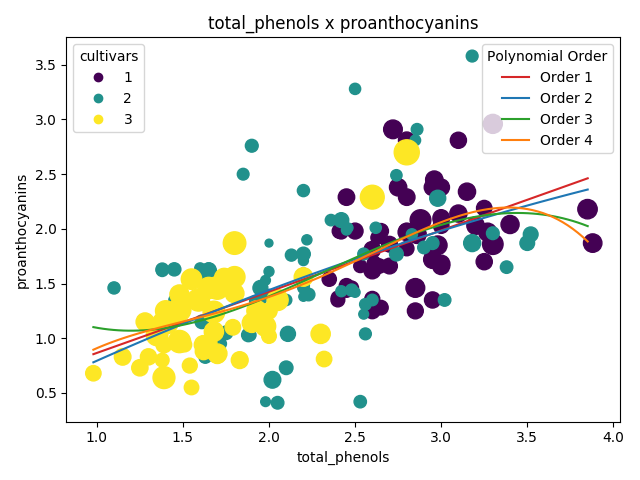 total_phenols x proanthocyanins
cultivars
1
2
3
Polynomial Order
Order 1
Order 2
Order 3
Order 4
proanthocyanins
3.5
3.0
2.5
2.0
1.5
1.0
0.5
1.0 1.5 2.0 2.5 3.0 3.5 4.0
total_phenols